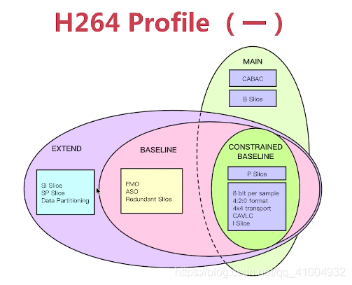 H264 Profile（一）
MAIN
CABAC
B Slice
EXTEND
BASELINE
CONSTRAINED
BASELINE
SI Slice
SP Slice
Data Partitioning
FMO
ASO
Redundant Slice
P Slice
8 bit per sample
4:2:0 format
4x4 transport
CAVLC
I Slice
https://blog.csdn.net/qq_41004932